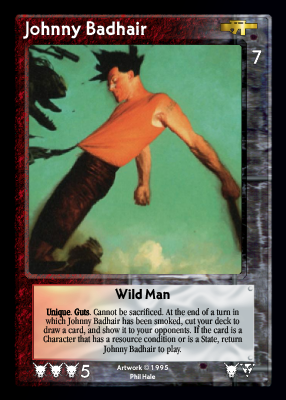 Johnny Badhair
7
Wild Man
Unique. Guts. Cannot be sacrificed. At the end of a turn in
which Johnny Badhair has been smoked, cut your deck to
draw a card, and show it to your opponents. If the card is a
Character that has a resource condition or is a State, return
Johnny Badhair to play.
5
Artwork © 1995
Phil Hale